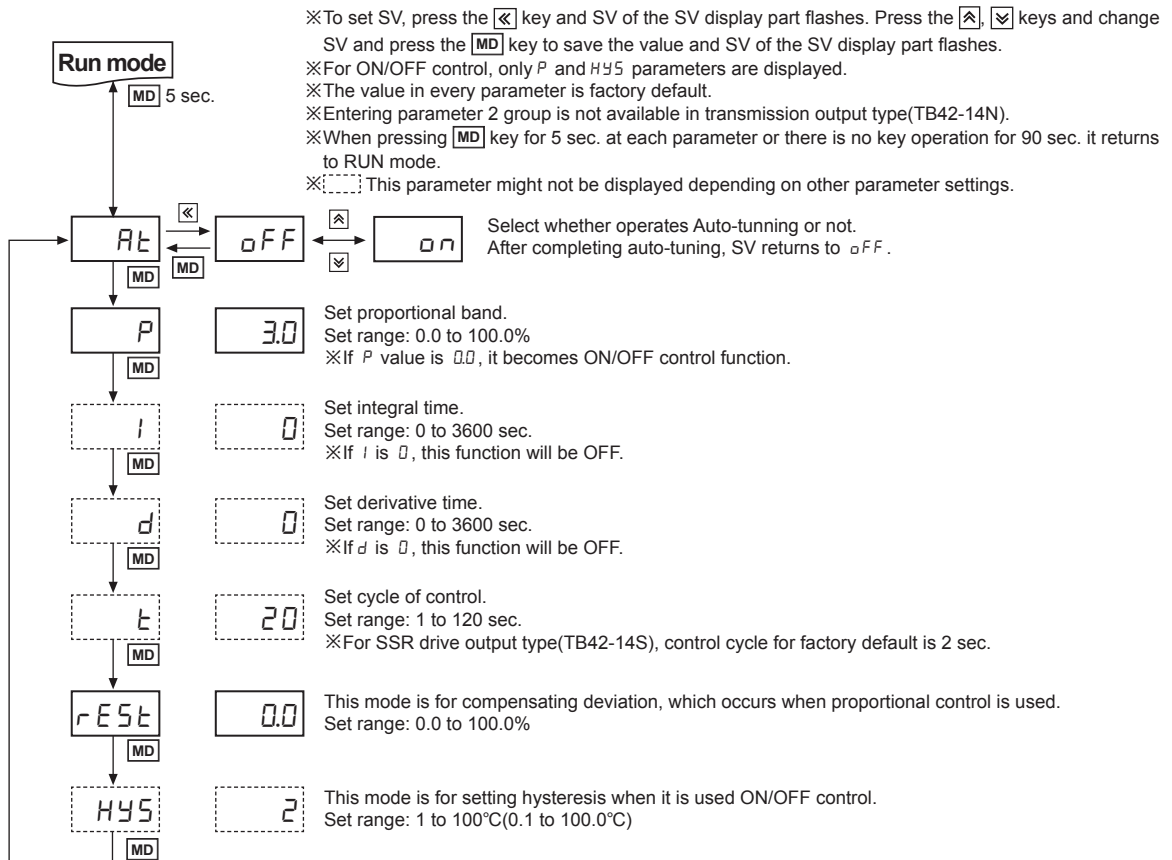 ※To set SV, press the « key and SV of the SV display part flashes. Press the ︽, ︾ keys and change
SV and press the MD key to save the value and SV of the SV display part flashes.
※For ON/OFF control, only P and HYS parameters are displayed.
※The value in every parameter is factory default.
※Entering parameter 2 group is not available in transmission output type(TB42-14N).
※When pressing MD key for 5 sec. at each parameter or there is no key operation for 90 sec. it returns
to RUN mode.
※ This parameter might not be displayed depending on other parameter settings.
Run mode
MD 5 sec.
At
«
MD
oFF
︽
︾
on
Select whether operates Auto-tunning or not.
After completing auto-tuning, SV returns to oFF.
MD
P
3.0
Set proportional band.
Set range: 0.0 to 100.0%
※If P value is 0.0, it becomes ON/OFF control function.
MD
I
0
Set integral time.
Set range: 0 to 3600 sec.
※If I is 0, this function will be OFF.
MD
d
0
Set derivative time.
Set range: 0 to 3600 sec.
※If d is 0, this function will be OFF.
MD
t
20
Set cycle of control.
Set range: 1 to 120 sec.
※For SSR drive output type(TB42-14S), control cycle for factory default is 2 sec.
MD
rESt
0.0
This mode is for compensating deviation, which occurs when proportional control is used.
Set range: 0.0 to 100.0%
MD
HYS
2
This mode is for setting hysteresis when it is used ON/OFF control.
Set range: 1 to 100℃(0.1 to 100.0℃)
MD